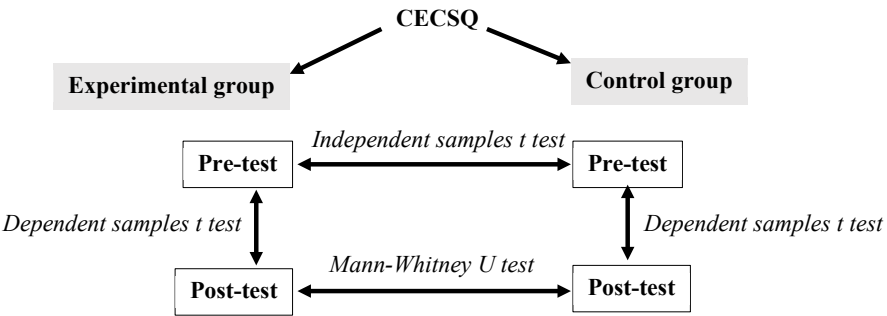 CECSQ
Experimental group
Control group
Independent samples t test
Pre-test
Pre-test
Dependent samples t test
Dependent samples t test
Mann-Whitney U test
Post-test
Post-test